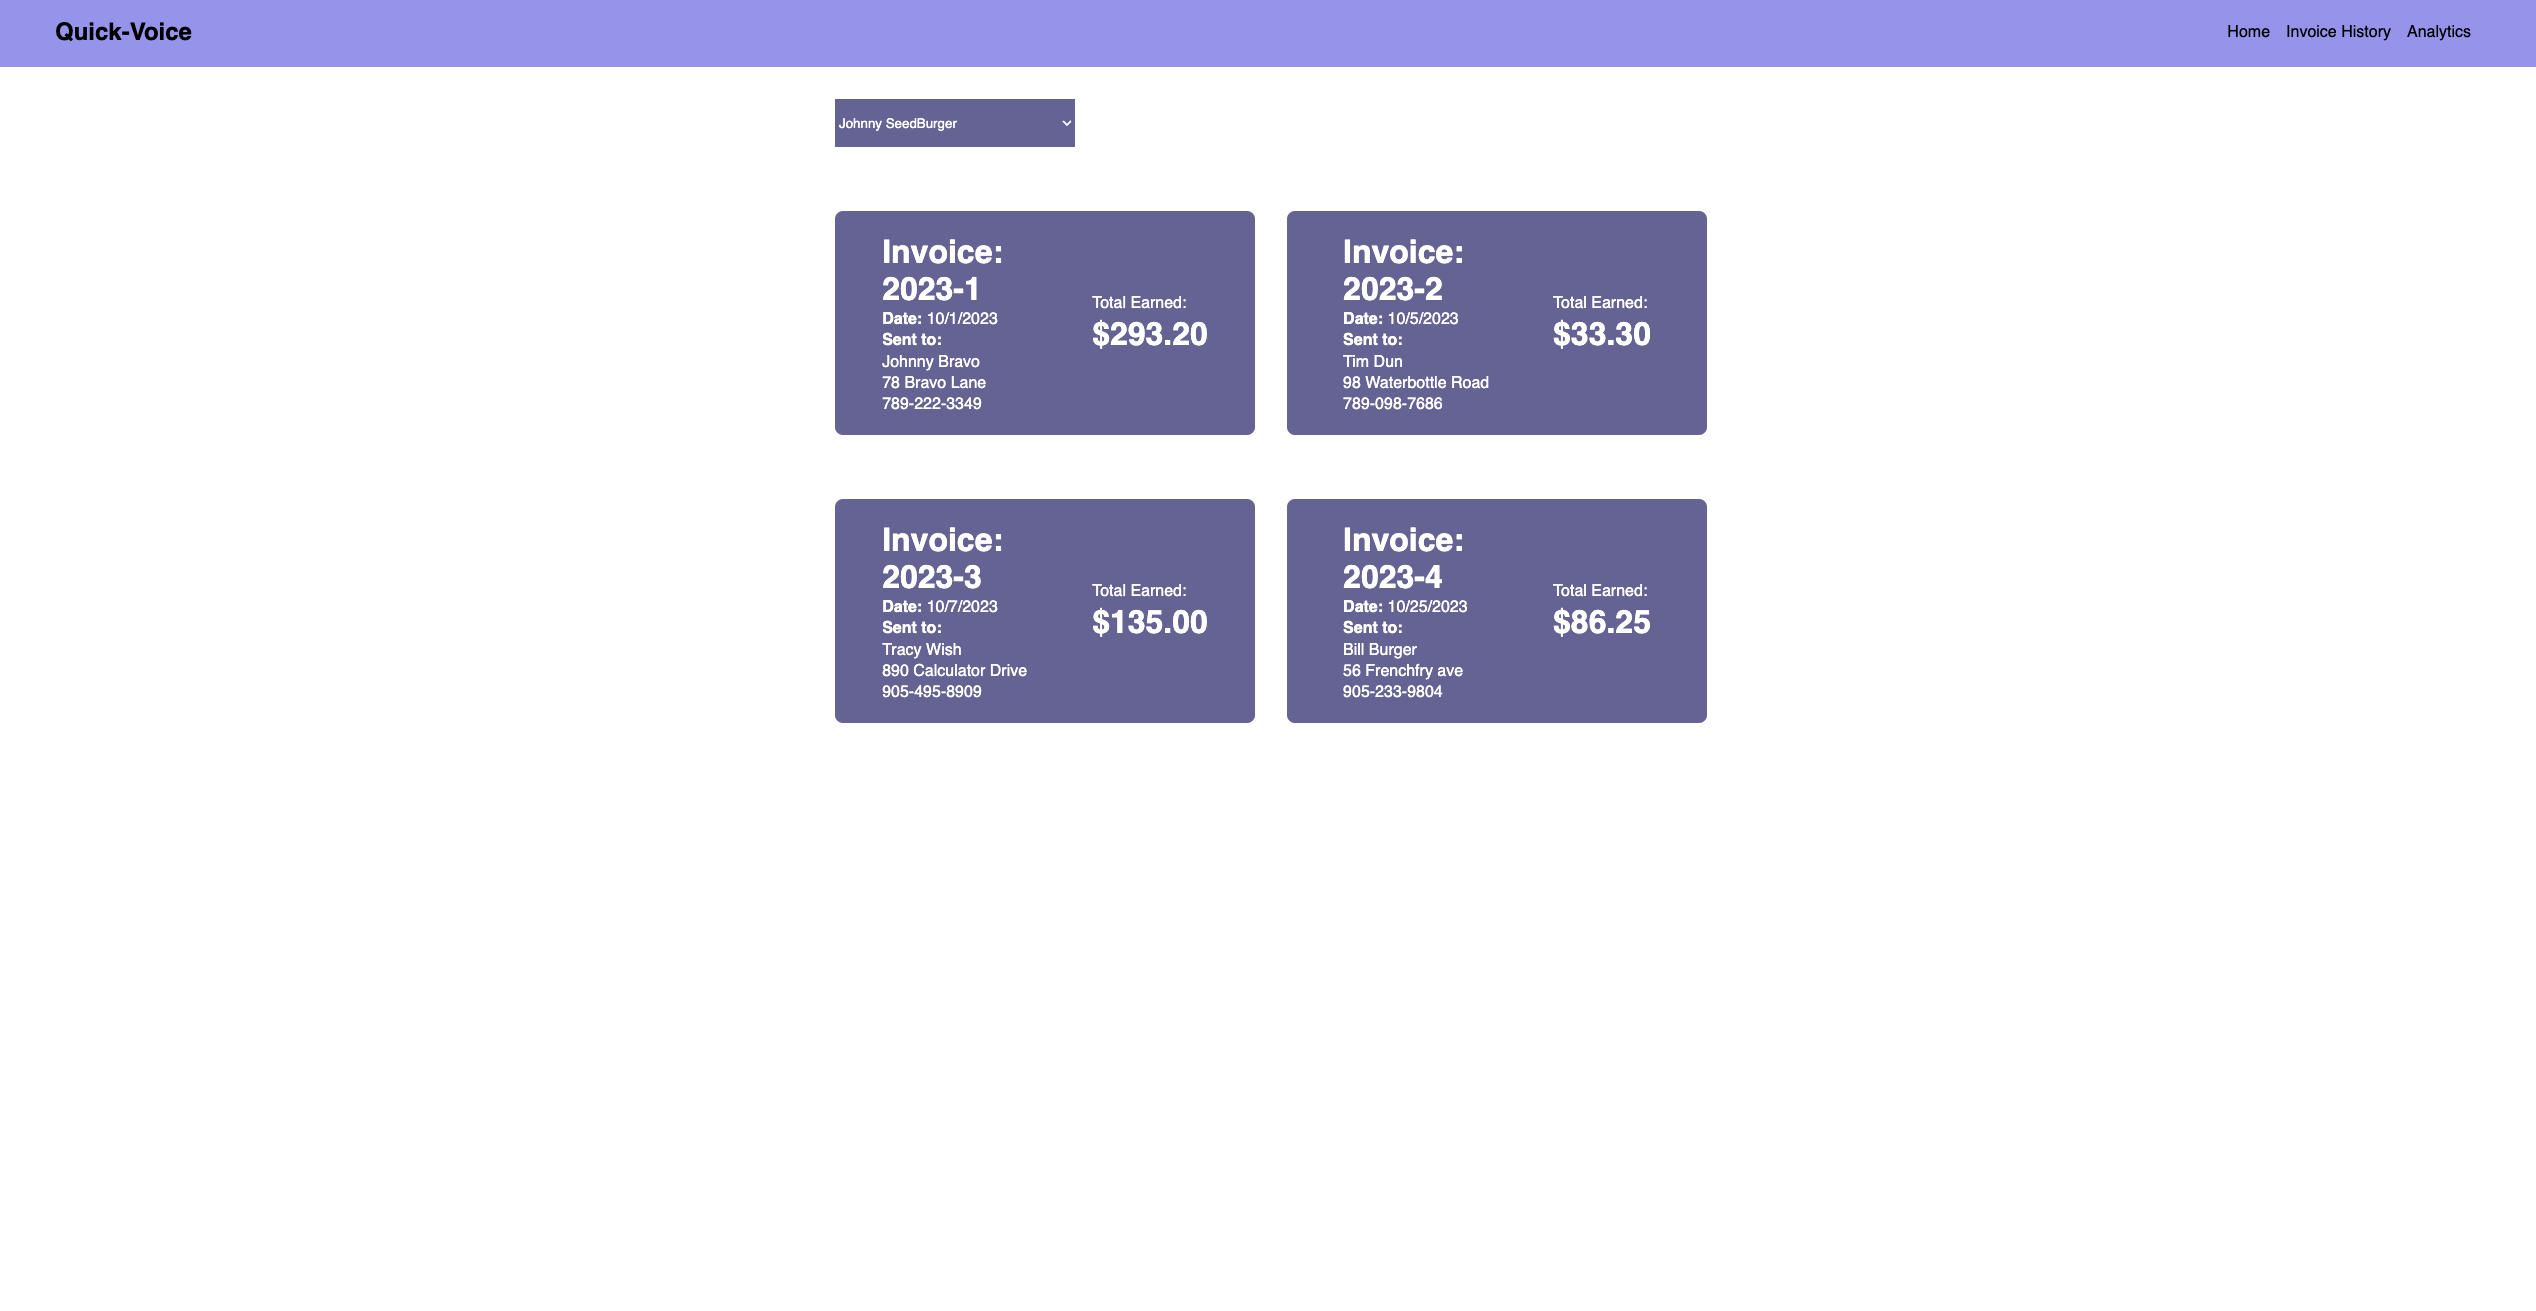 Quick-Voice
Home Invoice History Analytics
Johnny SeedBurger
Invoice:
2023-1
Date: 10/1/2023
Sent to:
Johnny Bravo
78 Bravo Lane
789-222-3349
Total Earned:
$293.20
Invoice:
2023-2
Date: 10/5/2023
Sent to:
Tim Dun
98 Waterbottle Road
789-098-7686
Total Earned:
$33.30
Invoice:
2023-3
Date: 10/7/2023
Sent to:
Tracy Wish
890 Calculator Drive
905-495-8909
Total Earned:
$135.00
Invoice:
2023-4
Date: 10/25/2023
Sent to:
Bill Burger
56 Frenchfry ave
905-233-9804
Total Earned:
$86.25